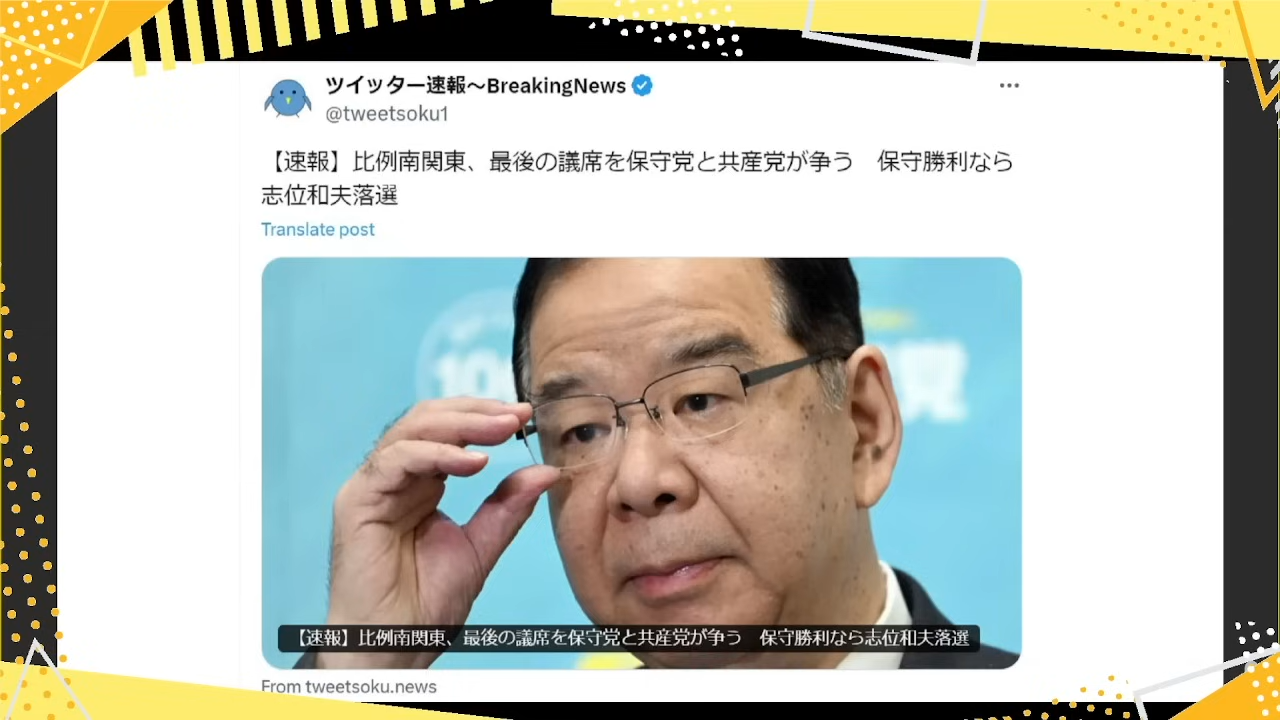 ツイッター速報〜BreakingNews
@tweetsoku1
【速報】比例南関東、最後の議席を保守党と共産党が争う　保守勝利なら
志位和夫落選
Translate post
10
党
【速報】比例南関東、最後の議席を保守党と共産党が争う　保守勝利なら志位和夫落選
From tweetsoku.news